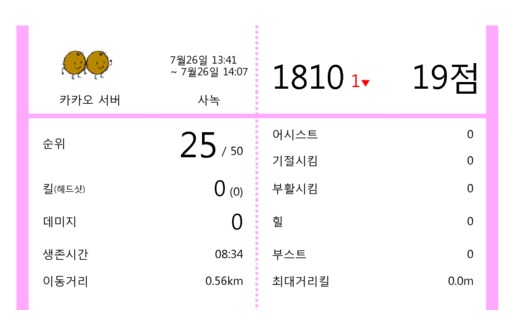 7월26일 13:41
~ 7월26일 14:07
카카오 서버
사녹
1810 1▼
19점
순위 25 / 50
킬(헤드샷) 0 (0)
데미지 0
생존시간 08:34
이동거리 0.56km
어시스트 0
기절시킴 0
부활시킴 0
힐 0
부스트 0
최대거리킬 0.0m